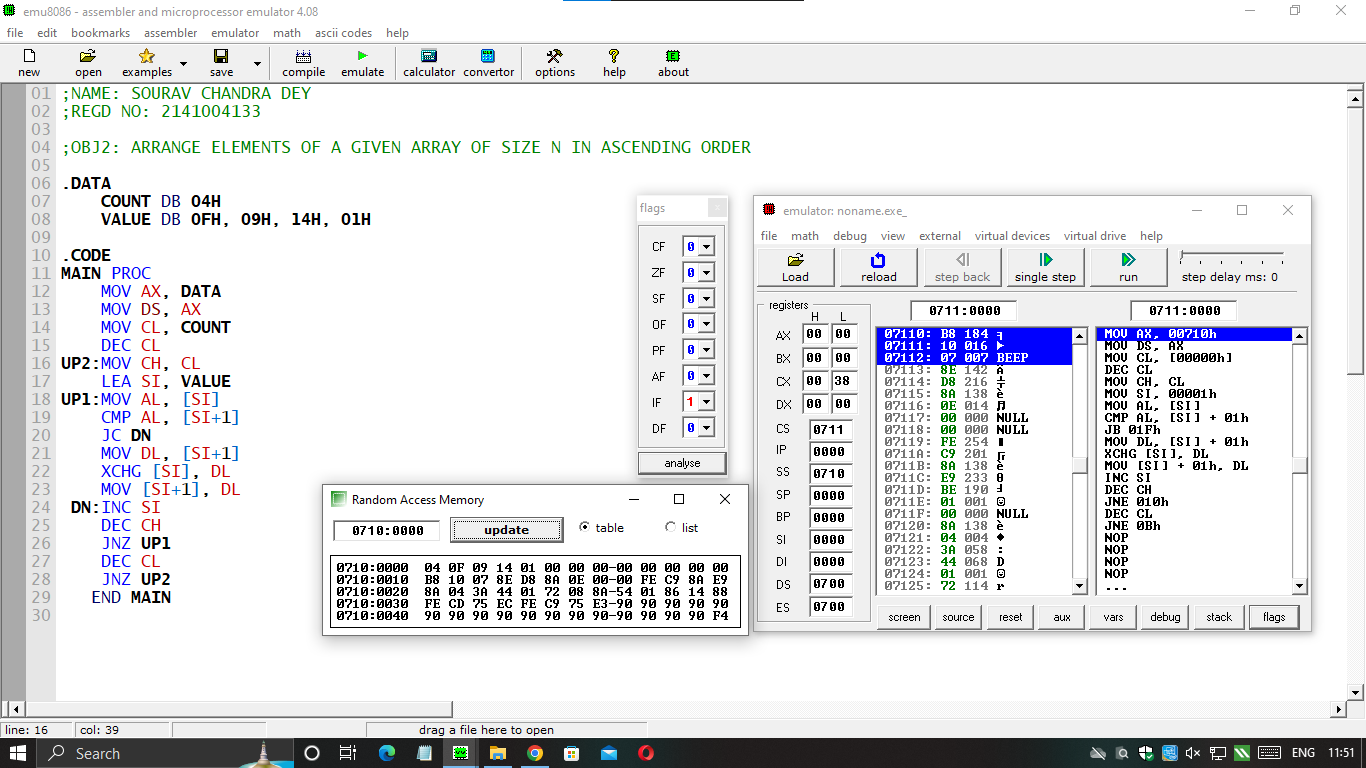 emu8086 - assembler and microprocessor emulator 4.08
file edit bookmarks assembler emulator math ascii codes help
new open examples save compile emulate calculator convertor options help about
01 ;NAME: SOURAV CHANDRA DEY
02 ;REGD NO: 2141004133
03
04 ;OBJ2: ARRANGE ELEMENTS OF A GIVEN ARRAY OF SIZE N IN ASCENDING ORDER
05
06 .DATA
07 COUNT DB 04H
08 VALUE DB 0FH, 09H, 14H, 01H
09
10 .CODE
11 MAIN PROC
12 MOV AX, DATA
13 MOV DS, AX
14 MOV CL, COUNT
15 DEC CL
16 UP2:MOV CH, CL
17 LEA SI, VALUE
18 UP1:MOV AL, [SI]
19 CMP AL, [SI+1]
20 JC DN
21 MOV DL, [SI+1]
22 XCHG [SI], DL
23 MOV [SI+1], DL
24 DN:INC SI
25 DEC CH
26 JNZ UP1
27 DEC CL
28 JNZ UP2
29 END MAIN
30
flags
CF 0
ZF 0
SF 0
OF 0
PF 0
AF 0
IF 1
DF 0
analyse
Random Access Memory
0710:0000 update table list
0710:0000 04 0F 09 14 01 00 00 00-00 00 00 00 00
0710:0010 B8 10 07 8E D8 8A 0E 00-00 FE C9 8A E9
0710:0020 8A 04 3A 44 01 72 08 8A-54 01 86 14 88
0710:0030 FE CD 75 EC FE C9 75 E3-90 90 90 90 90
0710:0040 90 90 90 90 90 90 90 90-90 90 90 90 F4
emulator: noname.exe_
file math debug view external virtual devices virtual drive help
Load reload step back single step run step delay ms: 0
registers
H L
AX 00 00
BX 00 00
CX 00 38
DX 00 00
CS 0711
IP 0000
SS 0710
SP 0000
BP 0000
SI 0000
DI 0000
DS 0700
ES 0700
0711:0000
07110: B8 184 ╕
07111: 10 016 ►
07112: 07 007 BEEP
07113: 8E 142 Ä
07114: D8 216 ╪
07115: 8A 138 è
07116: 0E 014 ♫
07117: 00 000 NULL
07118: 00 000 NULL
07119: FE 254 ■
0711A: C9 201 ╔
0711B: 8A 138 è
0711C: E9 233 θ
0711D: BE 190 ╛
0711E: 01 001 ☺
0711F: 00 000 NULL
07120: 8A 138 è
07121: 04 004 ♦
07122: 3A 058 :
07123: 44 068 D
07124: 01 001 ☺
07125: 72 114 r
0711:0000
MOV AX, 00710h
MOV DS, AX
MOV CL, [00000h]
DEC CL
MOV CH, CL
MOV SI, 00001h
MOV AL, [SI]
CMP AL, [SI] + 01h
JB 01Fh
MOV DL, [SI] + 01h
XCHG [SI], DL
MOV [SI] + 01h, DL
INC SI
DEC CH
JNE 010h
DEC CL
JNE 0Bh
NOP
NOP
NOP
NOP
...
screen source reset aux vars debug stack flags
line: 16 col: 39 drag a file here to open
Search ENG 11:51